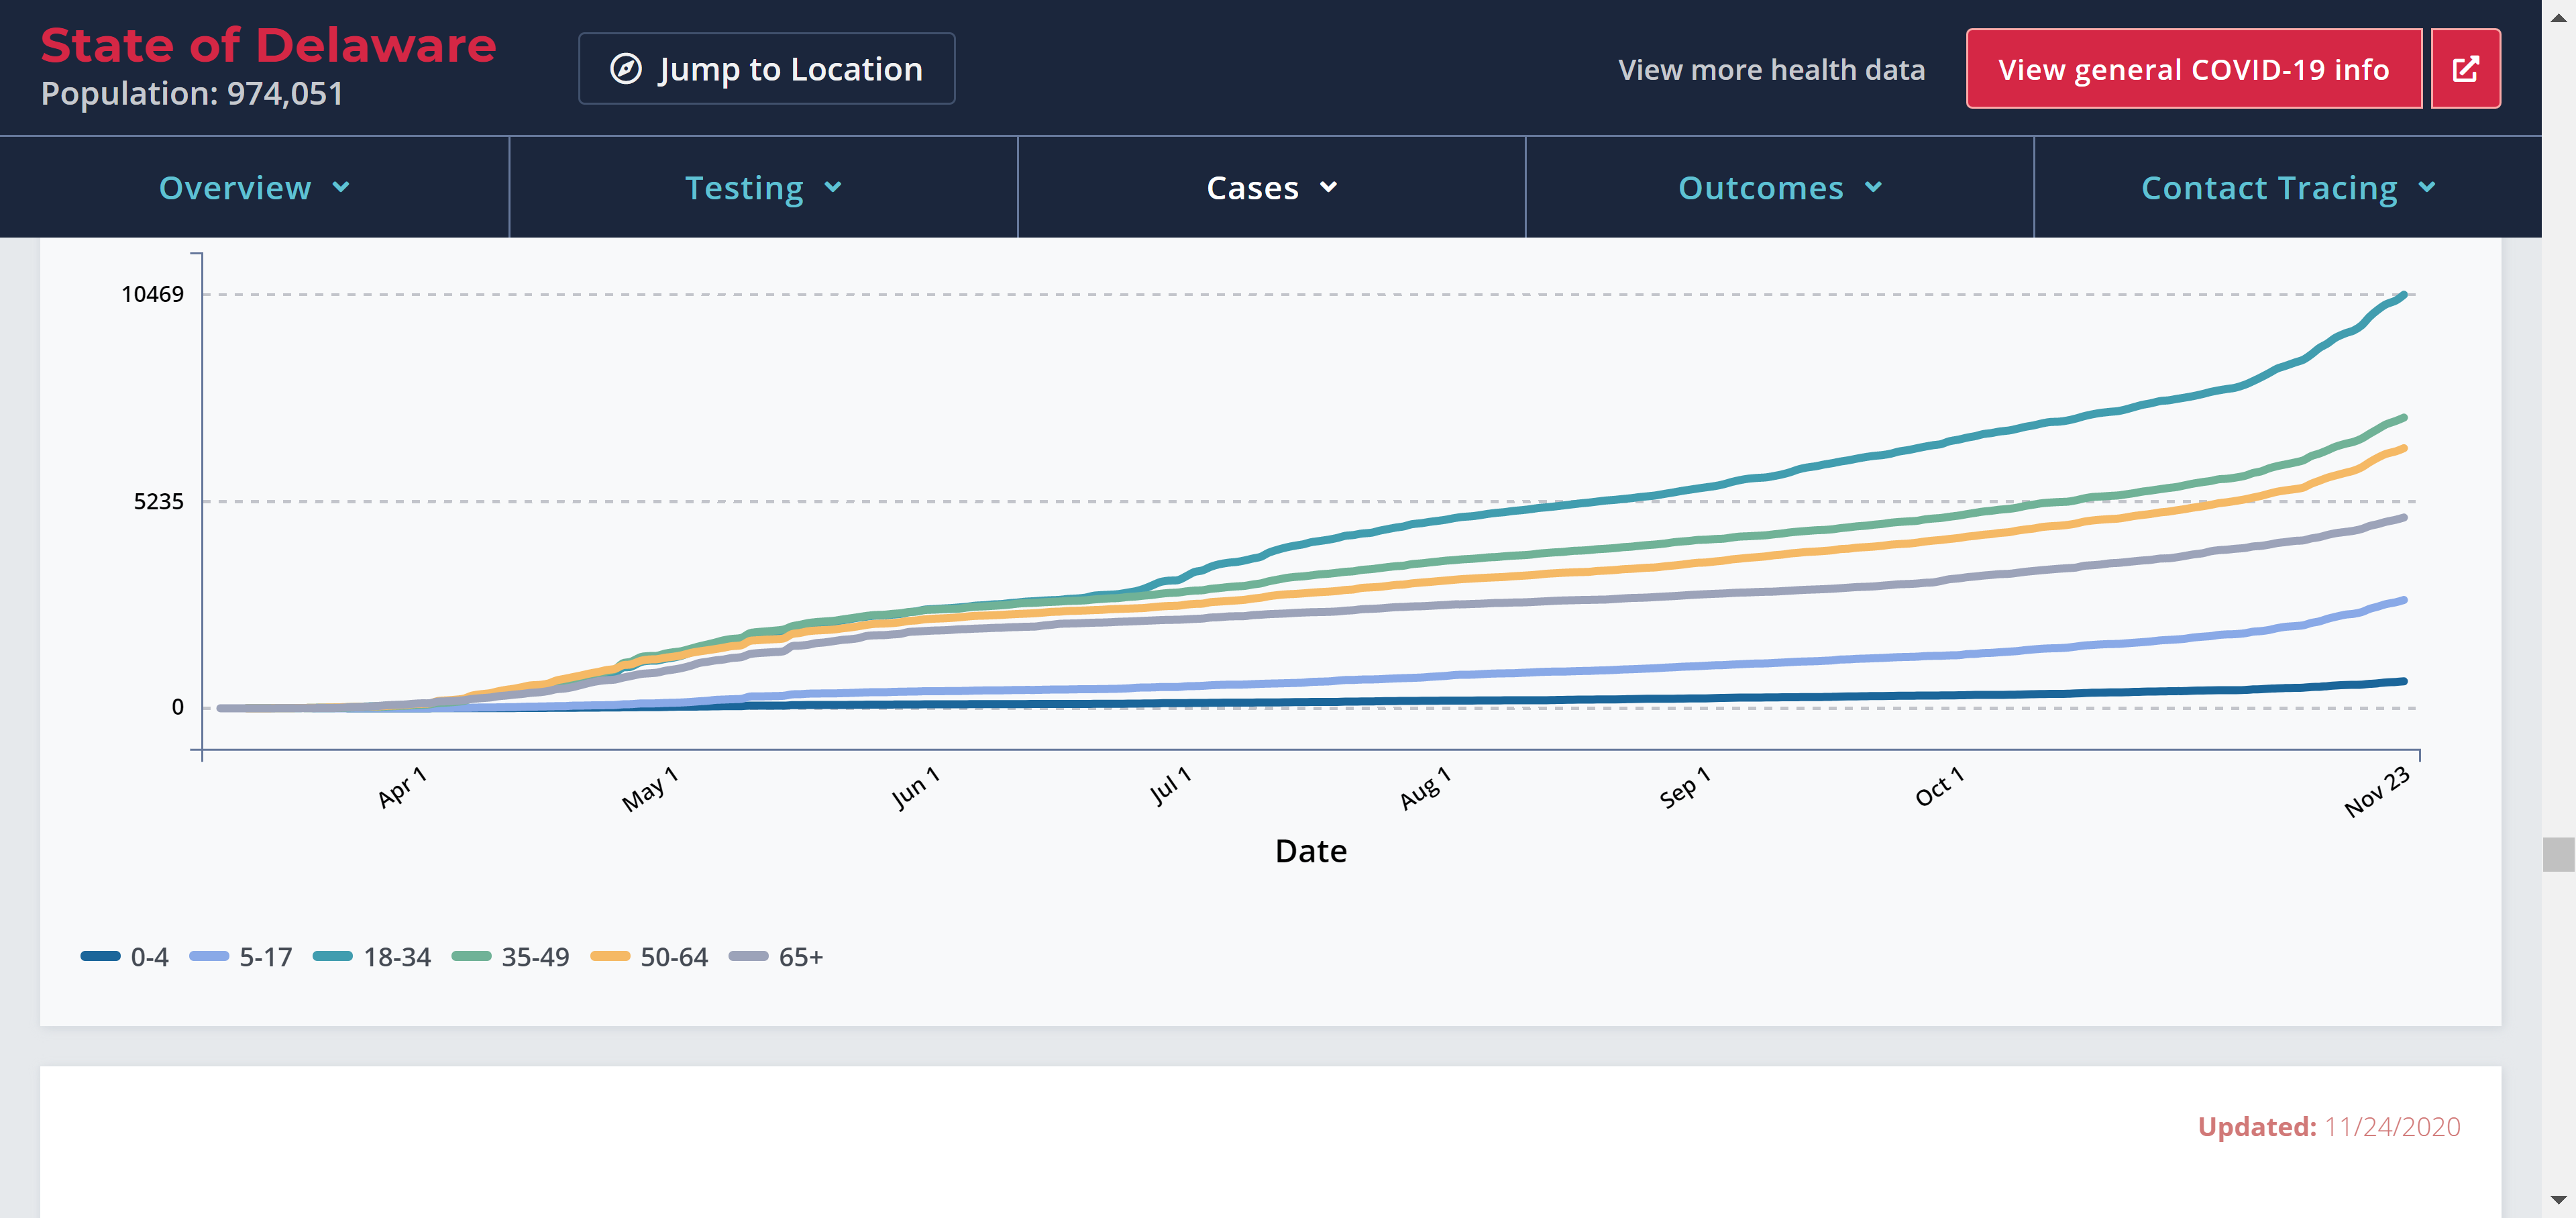 State of Delaware
Population: 974,051
Jump to Location
View more health data
View general COVID-19 info
Overview
Testing
Cases
Outcomes
Contact Tracing
10469
5235
0
Apr 1
May 1
Jun 1
Jul 1
Aug 1
Sep 1
Oct 1
Nov 23
Date
0-4 5-17 18-34 35-49 50-64 65+
Updated: 11/24/2020